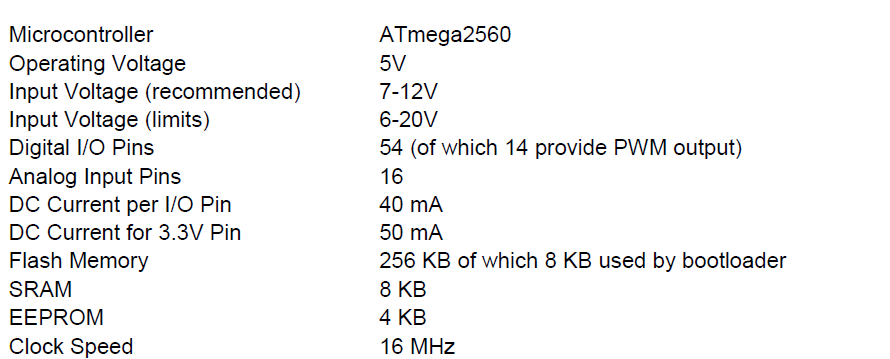 Microcontroller ATmega2560
Operating Voltage 5V
Input Voltage (recommended) 7-12V
Input Voltage (limits) 6-20V
Digital I/O Pins 54 (of which 14 provide PWM output)
Analog Input Pins 16
DC Current per I/O Pin 40 mA
DC Current for 3.3V Pin 50 mA
Flash Memory 256 KB of which 8 KB used by bootloader
SRAM 8 KB
EEPROM 4 KB
Clock Speed 16 MHz